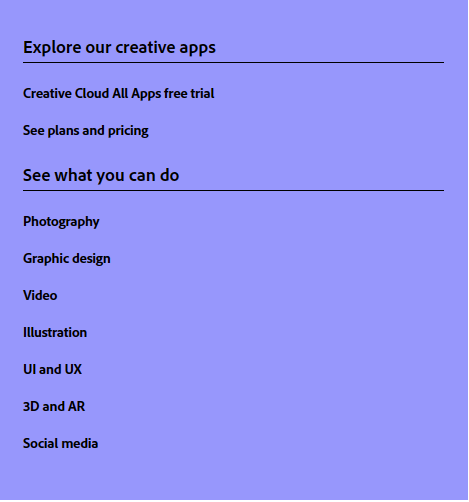 Explore our creative apps
Creative Cloud All Apps free trial
See plans and pricing
See what you can do
Photography
Graphic design
Video
Illustration
UI and UX
3D and AR
Social media